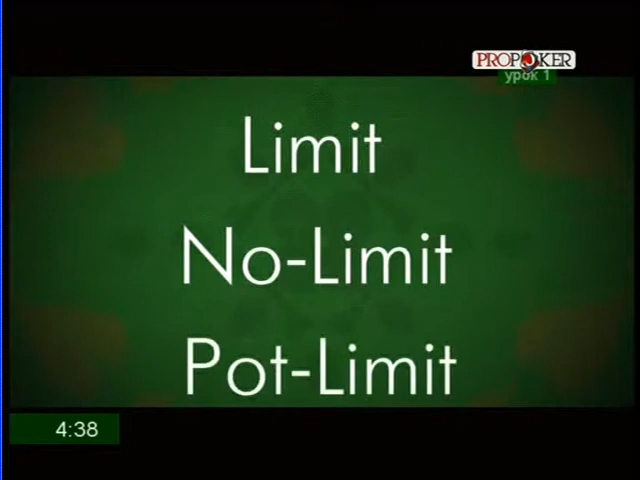 PROPOKER
урок 1
Limit
No-Limit
Pot-Limit
4:38